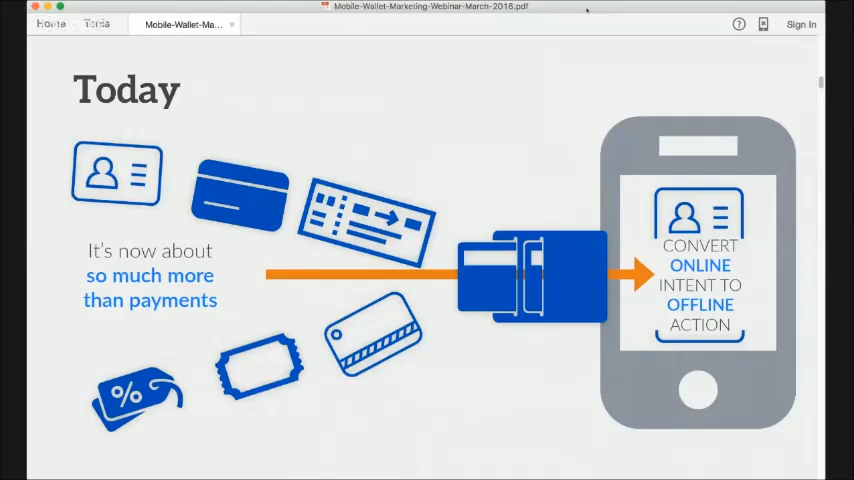 Mobile-Wallet-Marketing-Webinar-March-2016.pdf
Home Tools Mobile-Wallet-Ma... × ? Sign In
Today
It's now about
so much more
than payments
%
CONVERT
ONLINE
INTENT TO
OFFLINE
ACTION